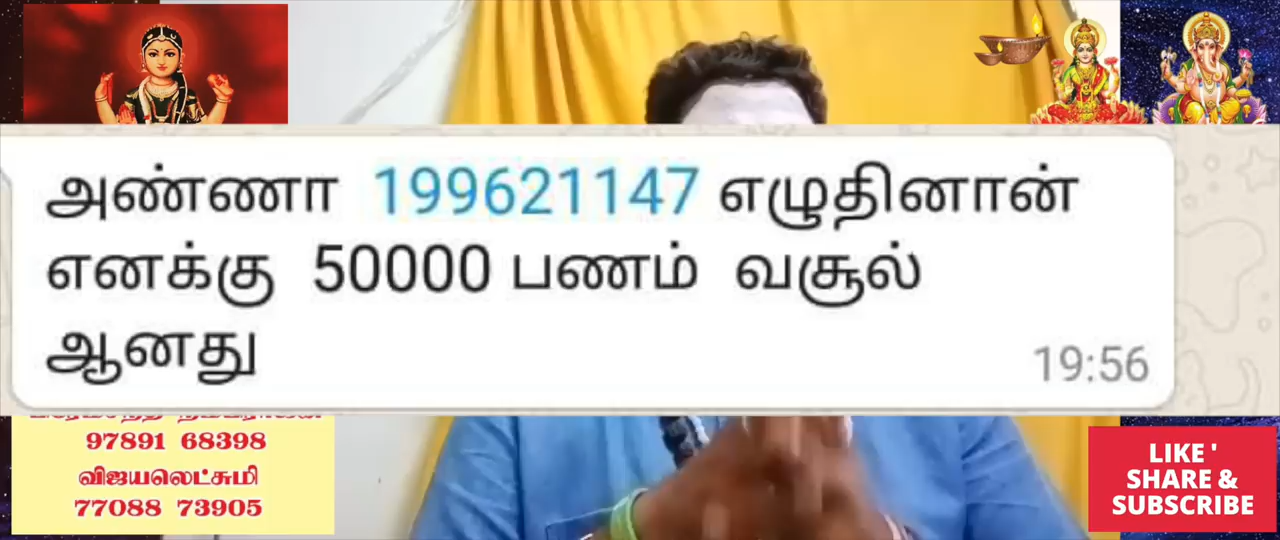 அண்ணா 199621147 எழுதினான்
எனக்கு 50000 பணம் வசூல்
ஆனது
19:56
97891 68398
விஜயலெட்சுமி
77088 73905
LIKE '
SHARE &
SUBSCRIBE